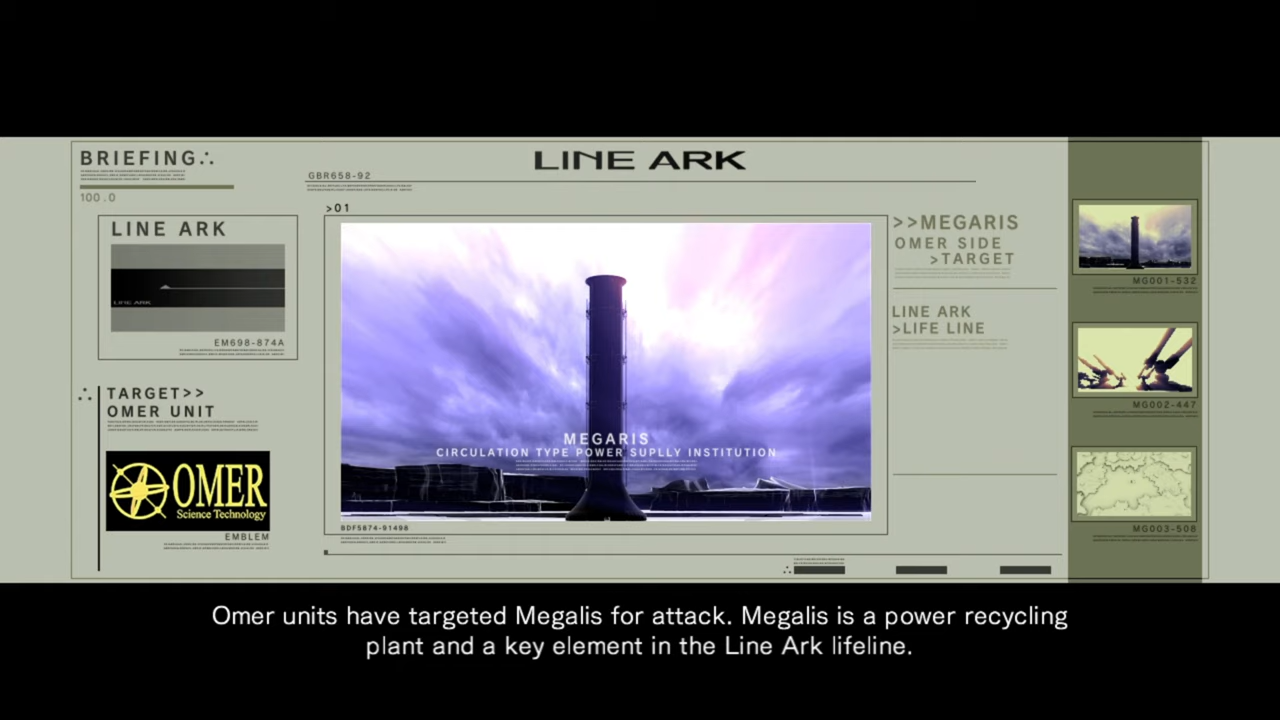 BRIEFING∴
100.0
LINE ARK
GBR658-92
>01
LINE ARK
LINE ARK
EM698-874A
TARGET>>
OMER UNIT
OMER
Science Technology
EMBLEM
MEGARIS
CIRCULATION TYPE POWER SUPLLY INSTITUTION
BDF5874-91498
>>MEGARIS
OMER SIDE
>TARGET
LINE ARK
>LIFE LINE
MG001-532
MG002-447
MG003-508
Omer units have targeted Megalis for attack. Megalis is a power recycling
plant and a key element in the Line Ark lifeline.